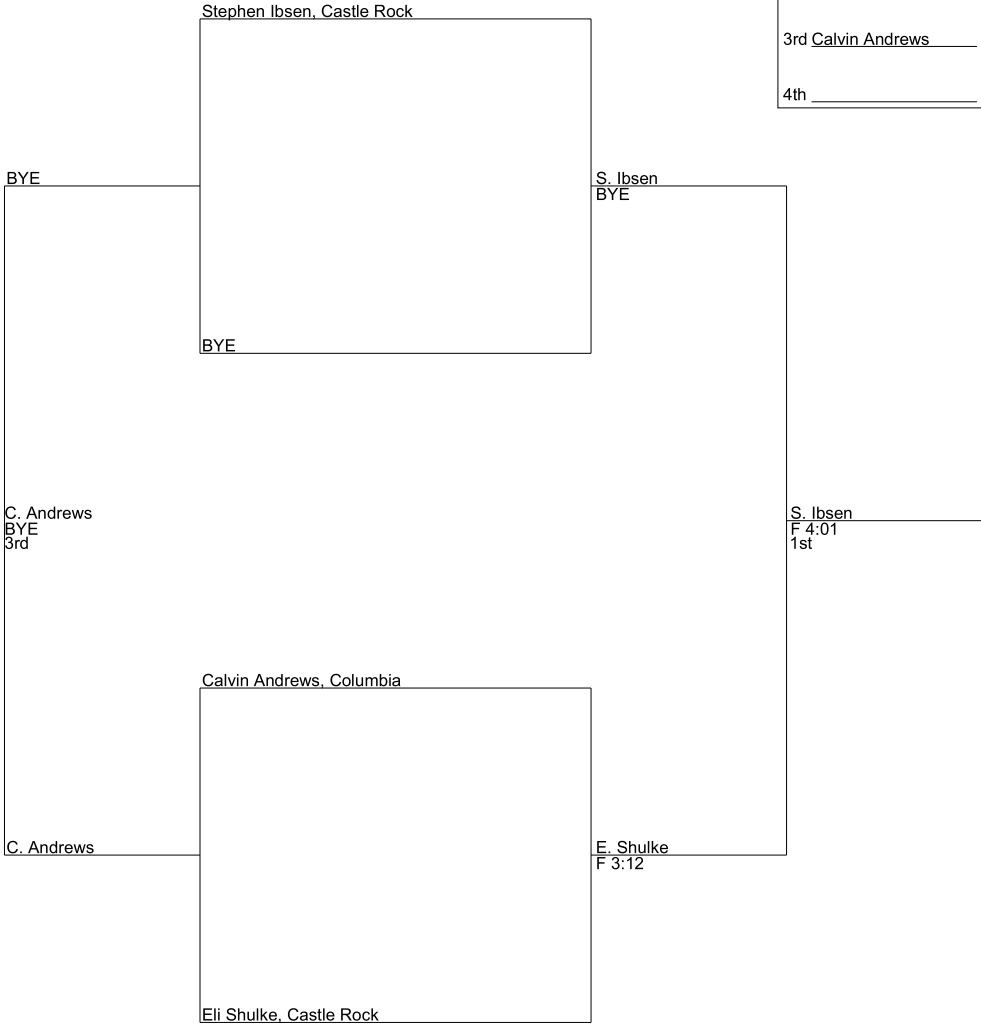 Stephen Ibsen, Castle Rock
3rd Calvin Andrews
4th
BYE
S. Ibsen
BYE
BYE
C. Andrews
BYE
3rd
S. Ibsen
F 4:01
1st
Calvin Andrews, Columbia
C. Andrews
E. Shulke
F 3:12
Eli Shulke, Castle Rock